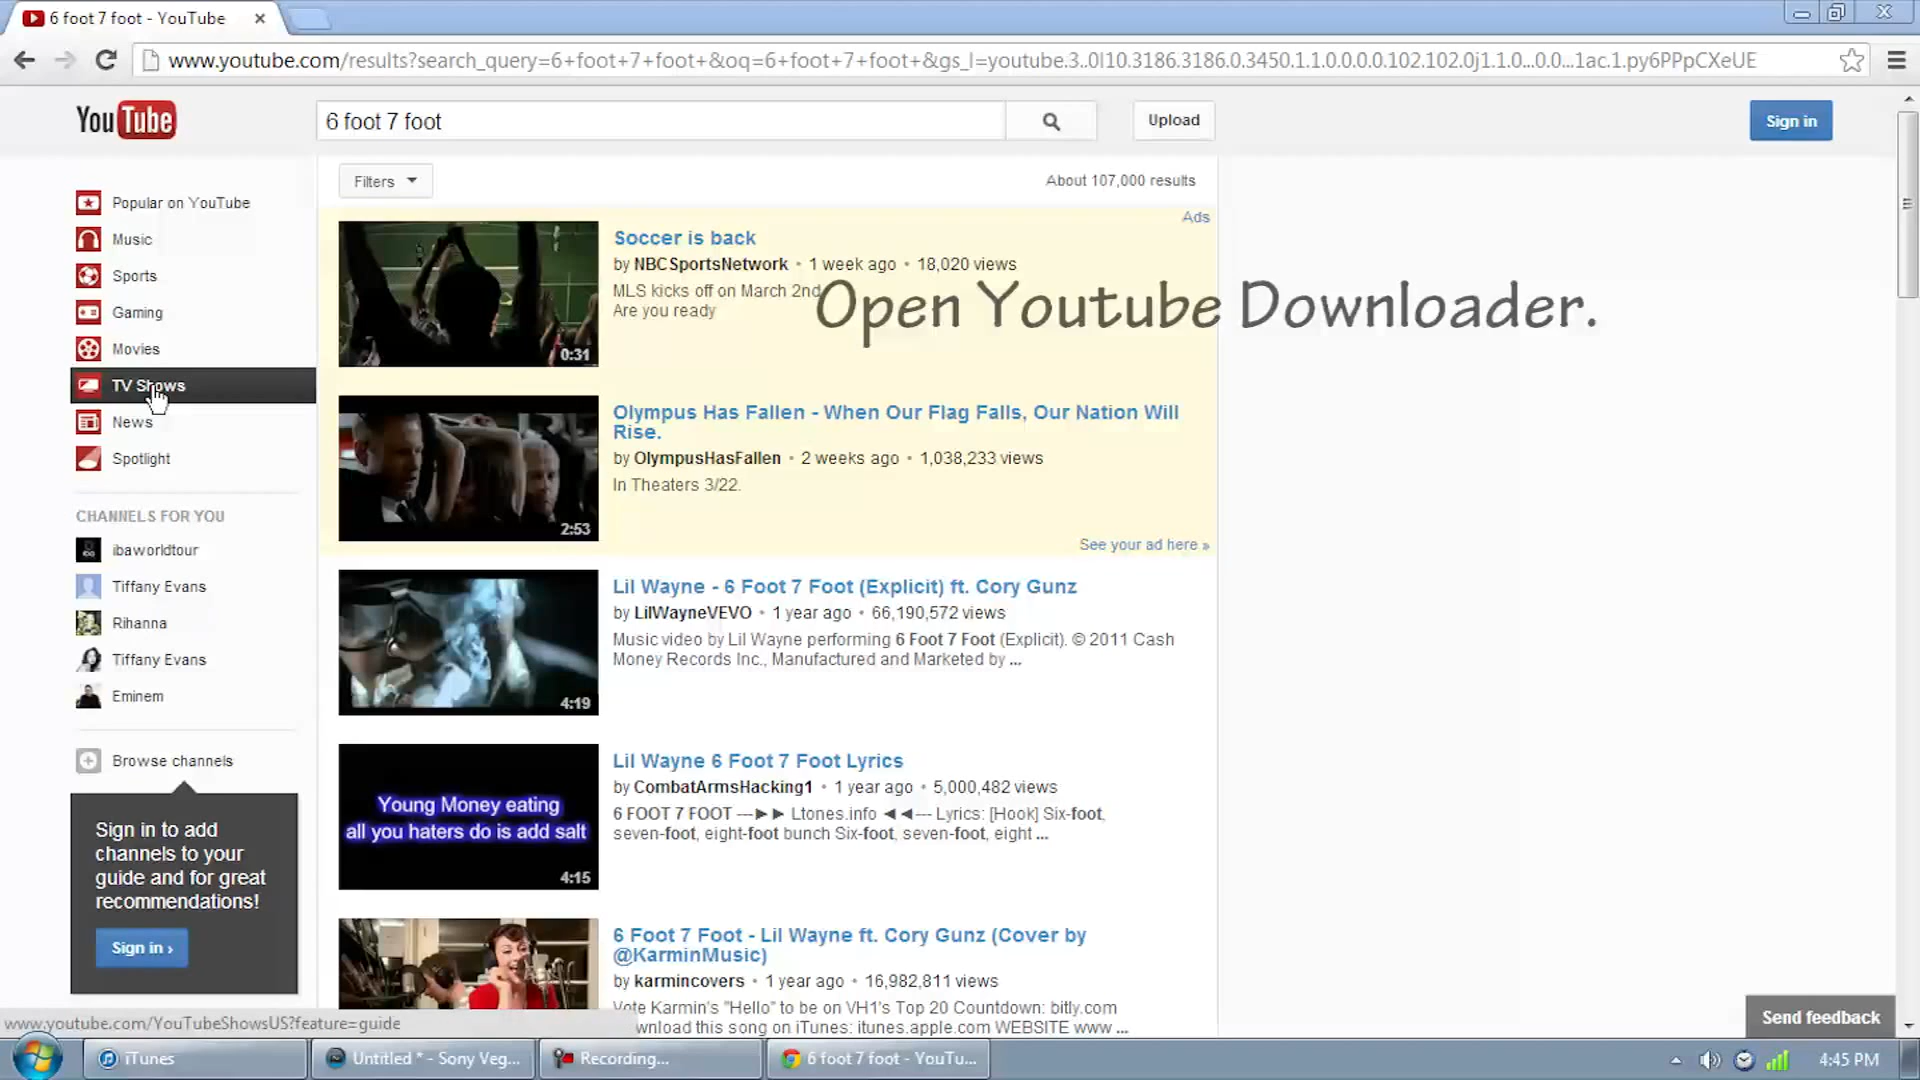 6 foot 7 foot - YouTube
www.youtube.com/results?search_query=6+foot+7+foot+&oq=6+foot+7+foot+&gs_l=youtube.3..0l10.3186.3186.0.3450.1.1.0.0.0.0.102.102.0j1.1.0...0.0...1ac.1.py6PPpCXeUE
YouTube
6 foot 7 foot
Upload
Sign in
Filters
About 107,000 results
Popular on YouTube
Music
Sports
Gaming
Movies
TV Shows
News
Spotlight
CHANNELS FOR YOU
ibaworldtour
Tiffany Evans
Rihanna
Tiffany Evans
Eminem
Browse channels
Sign in to add
channels to your
guide and for great
recommendations!
Sign in ›
Ads
Soccer is back
by NBCSportsNetwork • 1 week ago • 18,020 views
MLS kicks off on March 2nd
Are you ready
0:31
Open Youtube Downloader.
Olympus Has Fallen - When Our Flag Falls, Our Nation Will
Rise.
by OlympusHasFallen • 2 weeks ago • 1,038,233 views
In Theaters 3/22.
2:53
See your ad here »
Lil Wayne - 6 Foot 7 Foot (Explicit) ft. Cory Gunz
by LilWayneVEVO • 1 year ago • 66,190,572 views
Music video by Lil Wayne performing 6 Foot 7 Foot (Explicit). © 2011 Cash
Money Records Inc., Manufactured and Marketed by ...
4:19
Lil Wayne 6 Foot 7 Foot Lyrics
by CombatArmsHacking1 • 1 year ago • 5,000,482 views
6 FOOT 7 FOOT ---►► Ltones.info ◄◄--- Lyrics: [Hook] Six-foot,
seven-foot, eight-foot bunch Six-foot, seven-foot, eight ...
Young Money eating
all you haters do is add salt
4:15
6 Foot 7 Foot - Lil Wayne ft. Cory Gunz (Cover by
@KarminMusic)
by karmincovers • 1 year ago • 16,982,811 views
Vote Karmin's "Hello" to be on VH1's Top 20 Countdown: bitly.com
wnload this song on iTunes: itunes.apple.com WEBSITE www ...
www.youtube.com/YouTubeShowsUS?feature=guide
Send feedback
iTunes
Untitled * - Sony Veg...
Recording...
6 foot 7 foot - YouTu...
4:45 PM